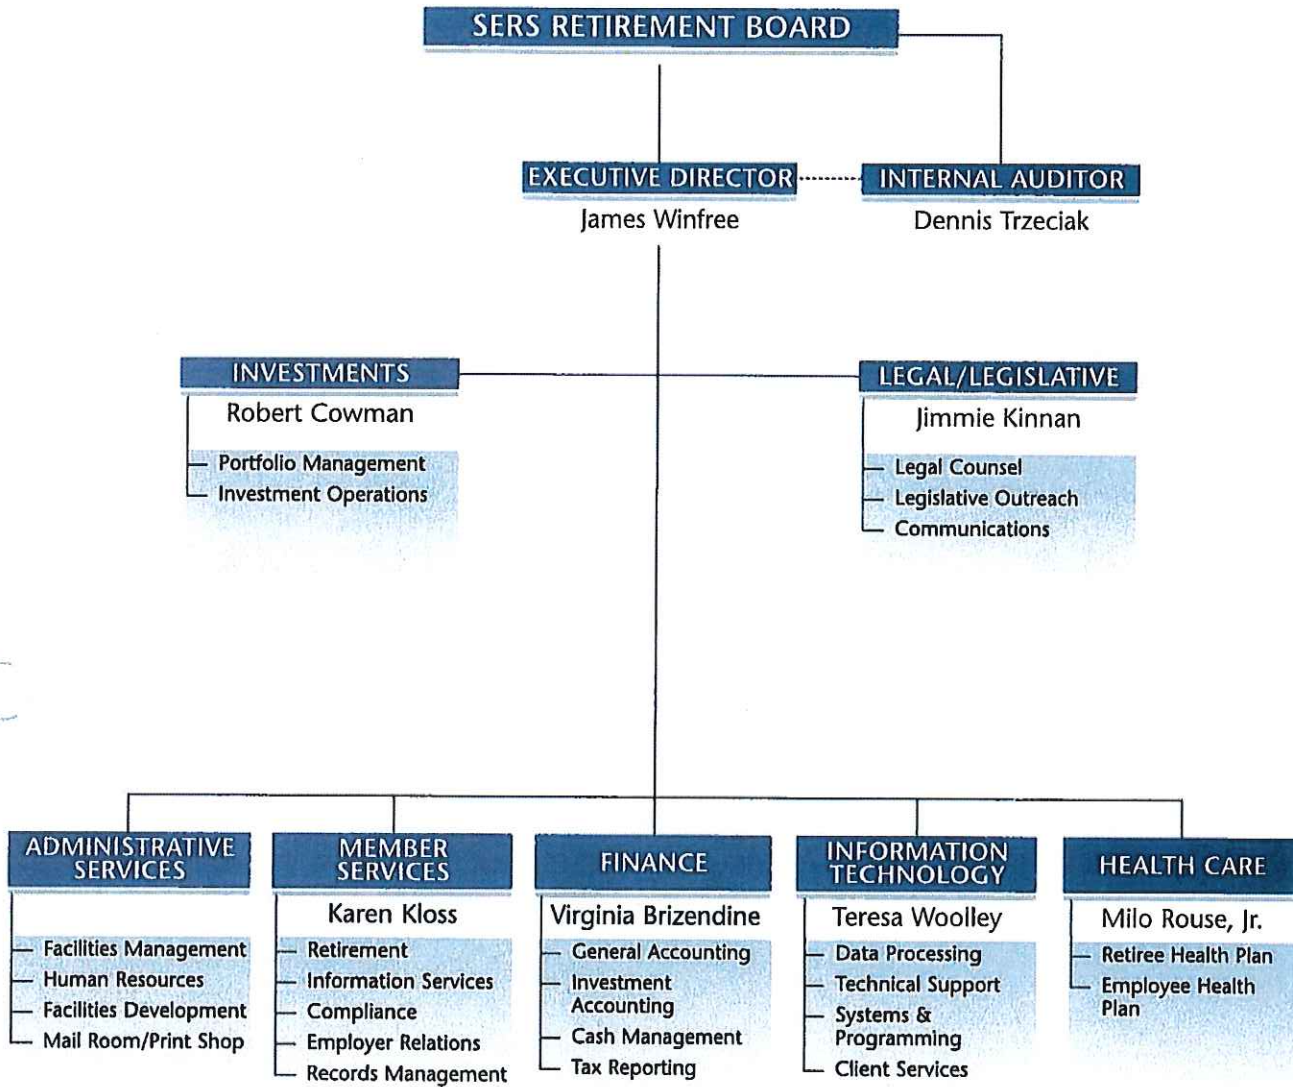 SERS RETIREMENT BOARD
EXECUTIVE DIRECTOR
James Winfree
INTERNAL AUDITOR
Dennis Trzeciak
INVESTMENTS
Robert Cowman
Portfolio Management
Investment Operations
LEGAL/LEGISLATIVE
Jimmie Kinnan
Legal Counsel
Legislative Outreach
Communications
ADMINISTRATIVE
SERVICES
Facilities Management
Human Resources
Facilities Development
Mail Room/Print Shop
MEMBER
SERVICES
Karen Kloss
Retirement
Information Services
Compliance
Employer Relations
Records Management
FINANCE
Virginia Brizendine
General Accounting
Investment
Accounting
Cash Management
Tax Reporting
INFORMATION
TECHNOLOGY
Teresa Woolley
Data Processing
Technical Support
Systems &
Programming
Client Services
HEALTH CARE
Milo Rouse, Jr.
Retiree Health Plan
Employee Health
Plan